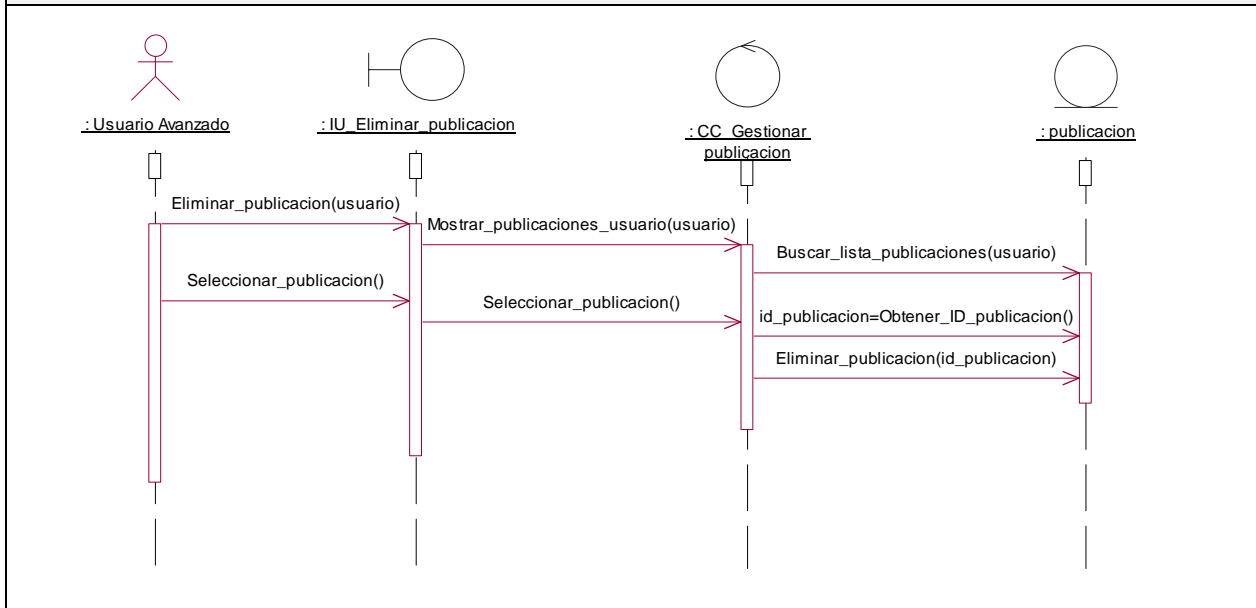 : Usuario Avanzado
: IU_Eliminar_publicacion
: CC_Gestionar
publicacion
: publicacion
Eliminar_publicacion(usuario)
Mostrar_publicaciones_usuario(usuario)
Buscar_lista_publicaciones(usuario)
Seleccionar_publicacion()
Seleccionar_publicacion()
id_publicacion=Obtener_ID_publicacion()
Eliminar_publicacion(id_publicacion)